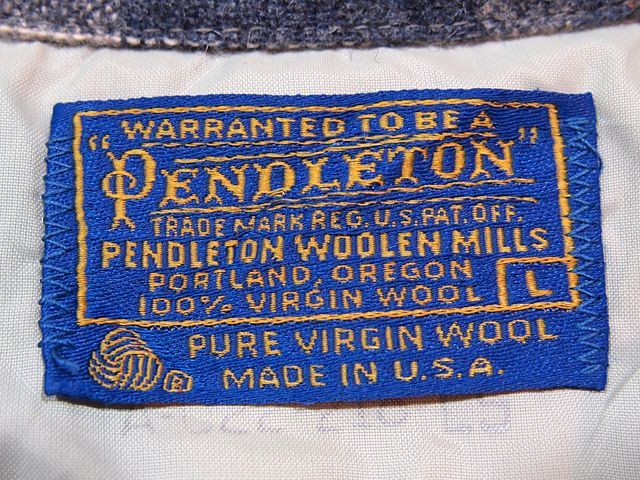 WARRANTED TO BE A
"PENDLETON"
TRADE MARK REG. U.S. PAT. OFF.
PENDLETON WOOLEN MILLS
PORTLAND, OREGON
100% VIRGIN WOOL
L
PURE VIRGIN WOOL
R
MADE IN U.S.A.